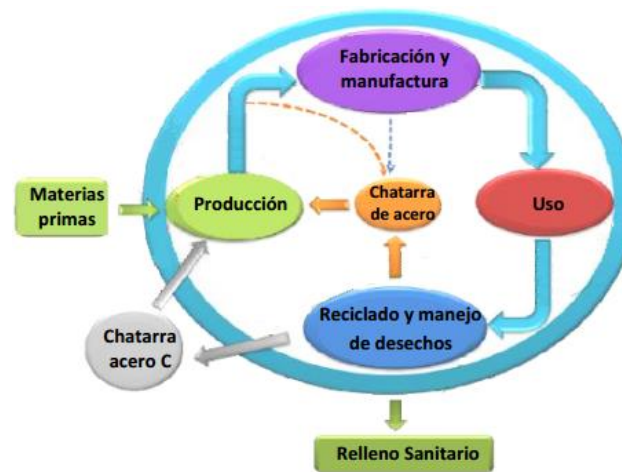 Fabricación y
manufactura
Materias
primas
Producción
Chatarra
de acero
Uso
Chatarra
acero C
Reciclado y manejo
de desechos
Relleno Sanitario